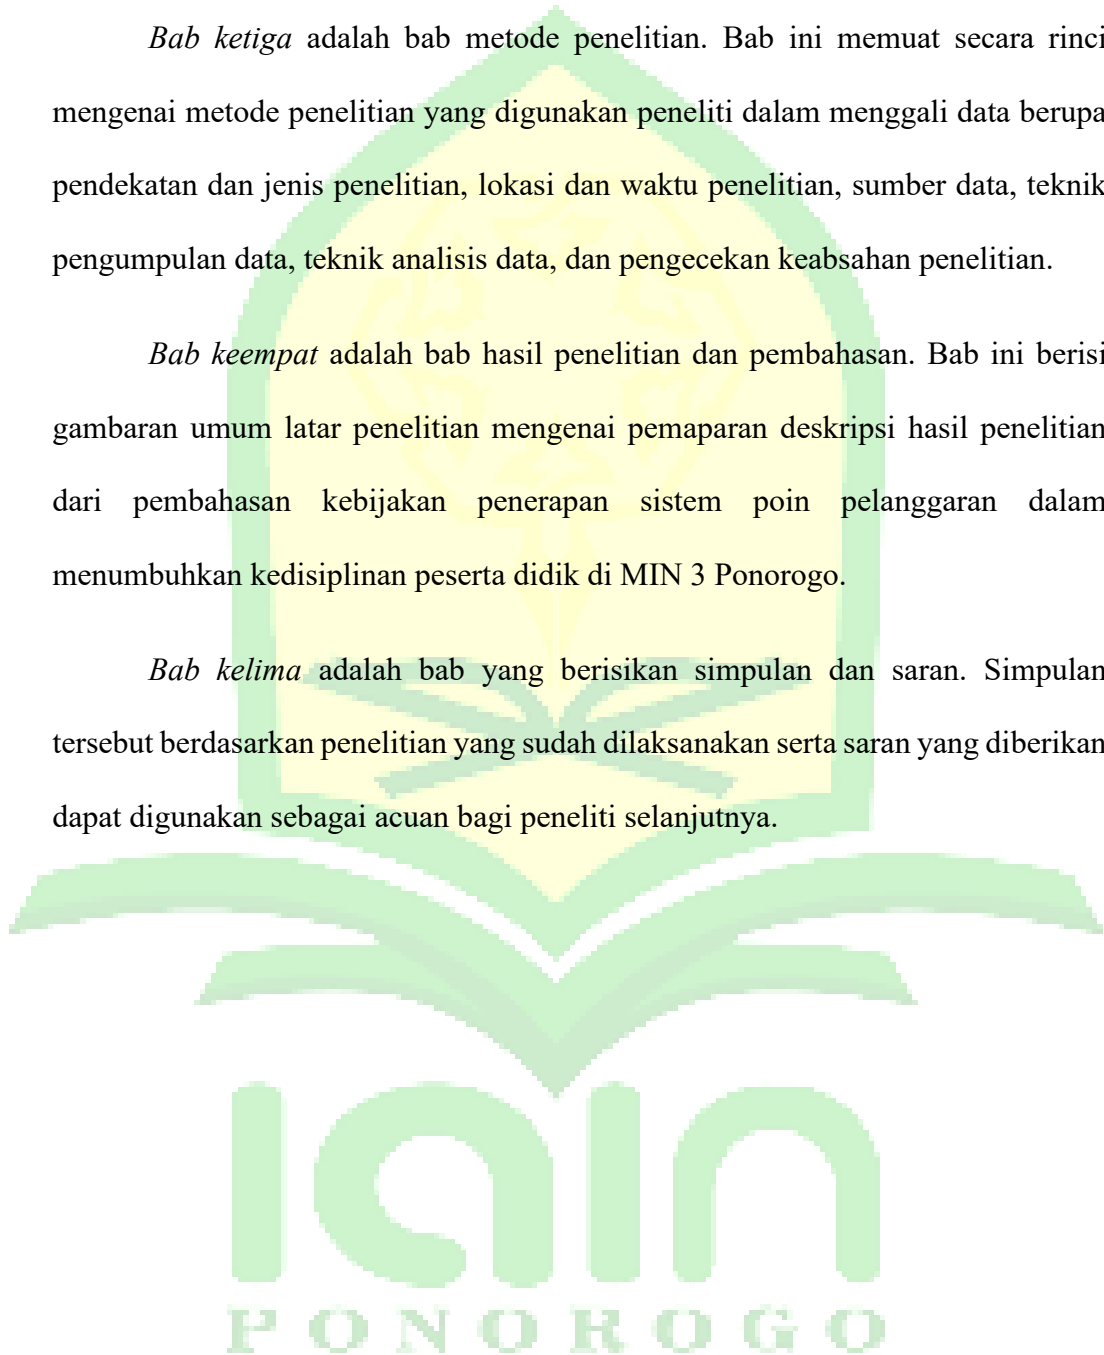 Bab ketiga adalah bab metode penelitian. Bab ini memuat secara rinci
mengenai metode penelitian yang digunakan peneliti dalam menggali data berupa
pendekatan dan jenis penelitian, lokasi dan waktu penelitian, sumber data, teknik
pengumpulan data, teknik analisis data, dan pengecekan keabsahan penelitian.
Bab keempat adalah bab hasil penelitian dan pembahasan. Bab ini berisi
gambaran umum latar penelitian mengenai pemaparan deskripsi hasil penelitian
dari pembahasan kebijakan penerapan sistem poin pelanggaran dalam
menumbuhkan kedisiplinan peserta didik di MIN 3 Ponorogo.
Bab kelima adalah bab yang berisikan simpulan dan saran. Simpulan
tersebut berdasarkan penelitian yang sudah dilaksanakan serta saran yang diberikan
dapat digunakan sebagai acuan bagi peneliti selanjutnya.
iain
PONOROGO